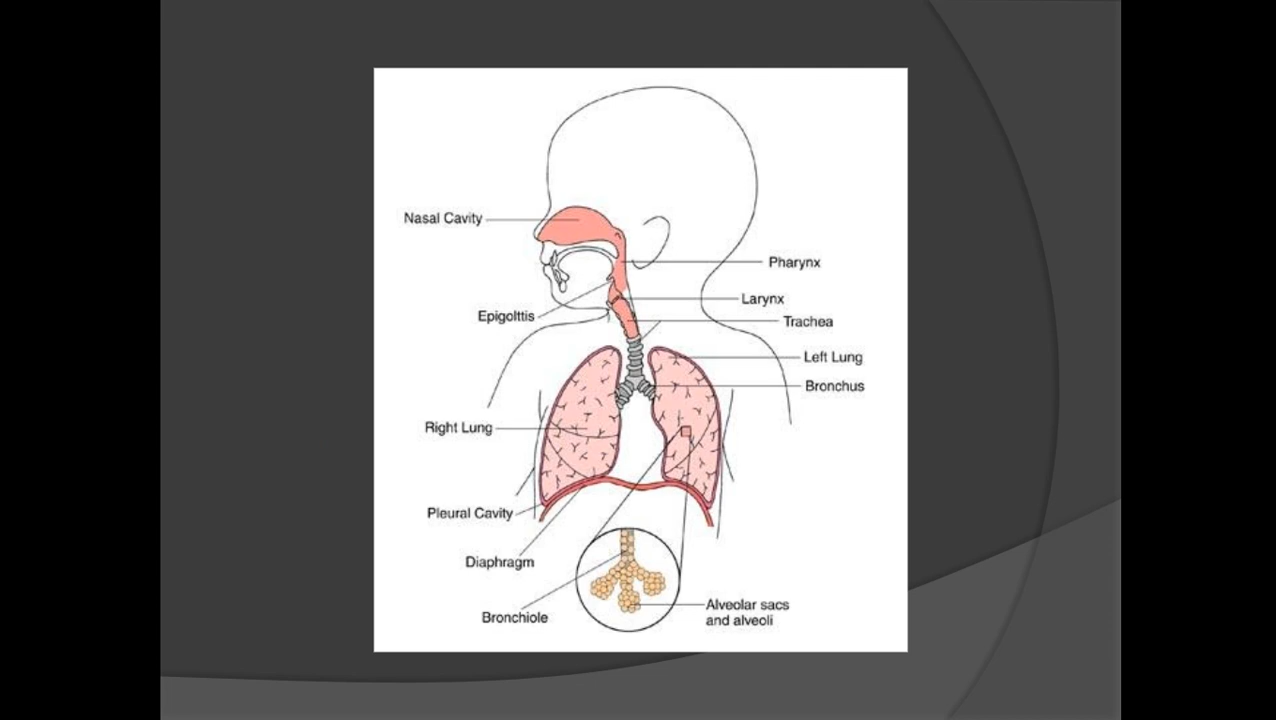 Nasal Cavity
Pharynx
Larynx
Epigolttis
Trachea
Left Lung
Bronchus
Right Lung
Pleural Cavity
Diaphragm
Bronchiole
Alveolar sacs
and alveoli